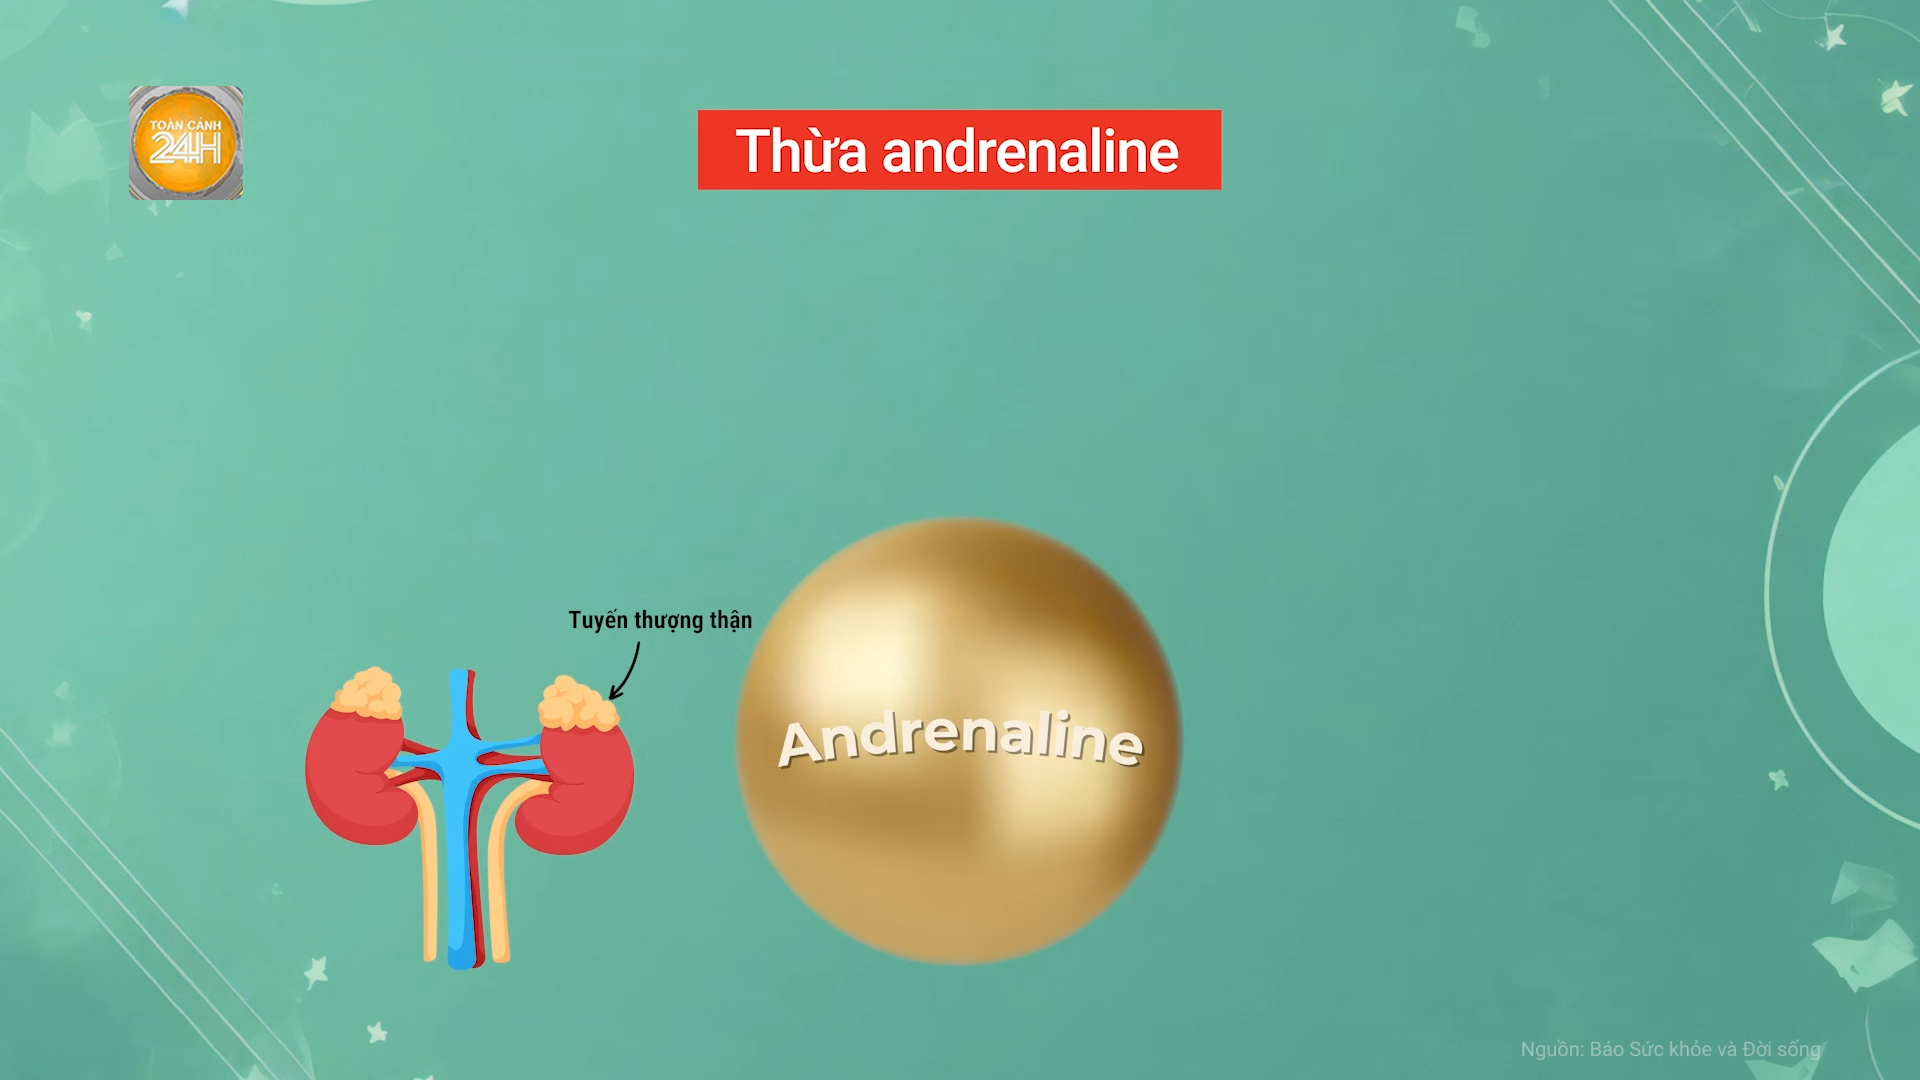 TOÀN CẢNH
24H
Thừa andrenaline
Tuyến thượng thận
Andrenaline
Nguồn: Báo Sức khỏe và Đời sống